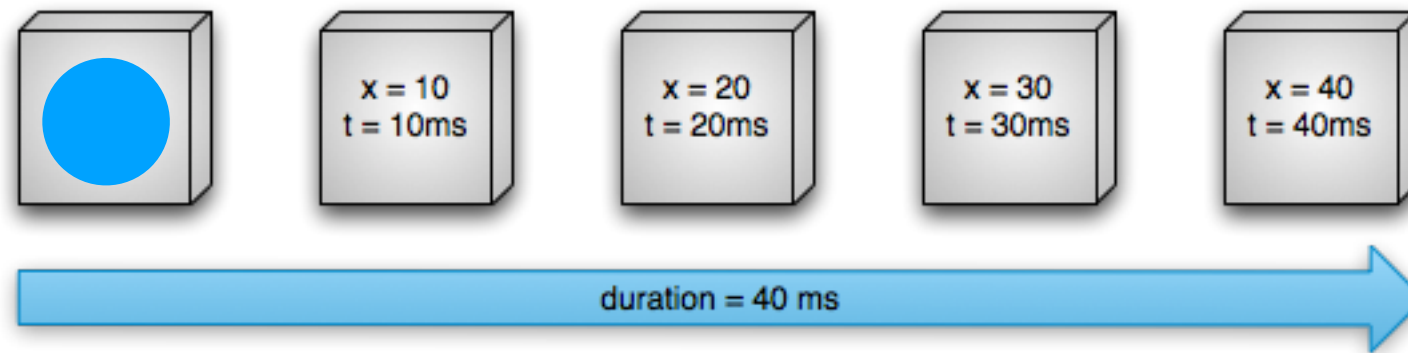 x = 10
t = 10ms
x = 20
t = 20ms
x = 30
t = 30ms
x = 40
t = 40ms
duration = 40 ms